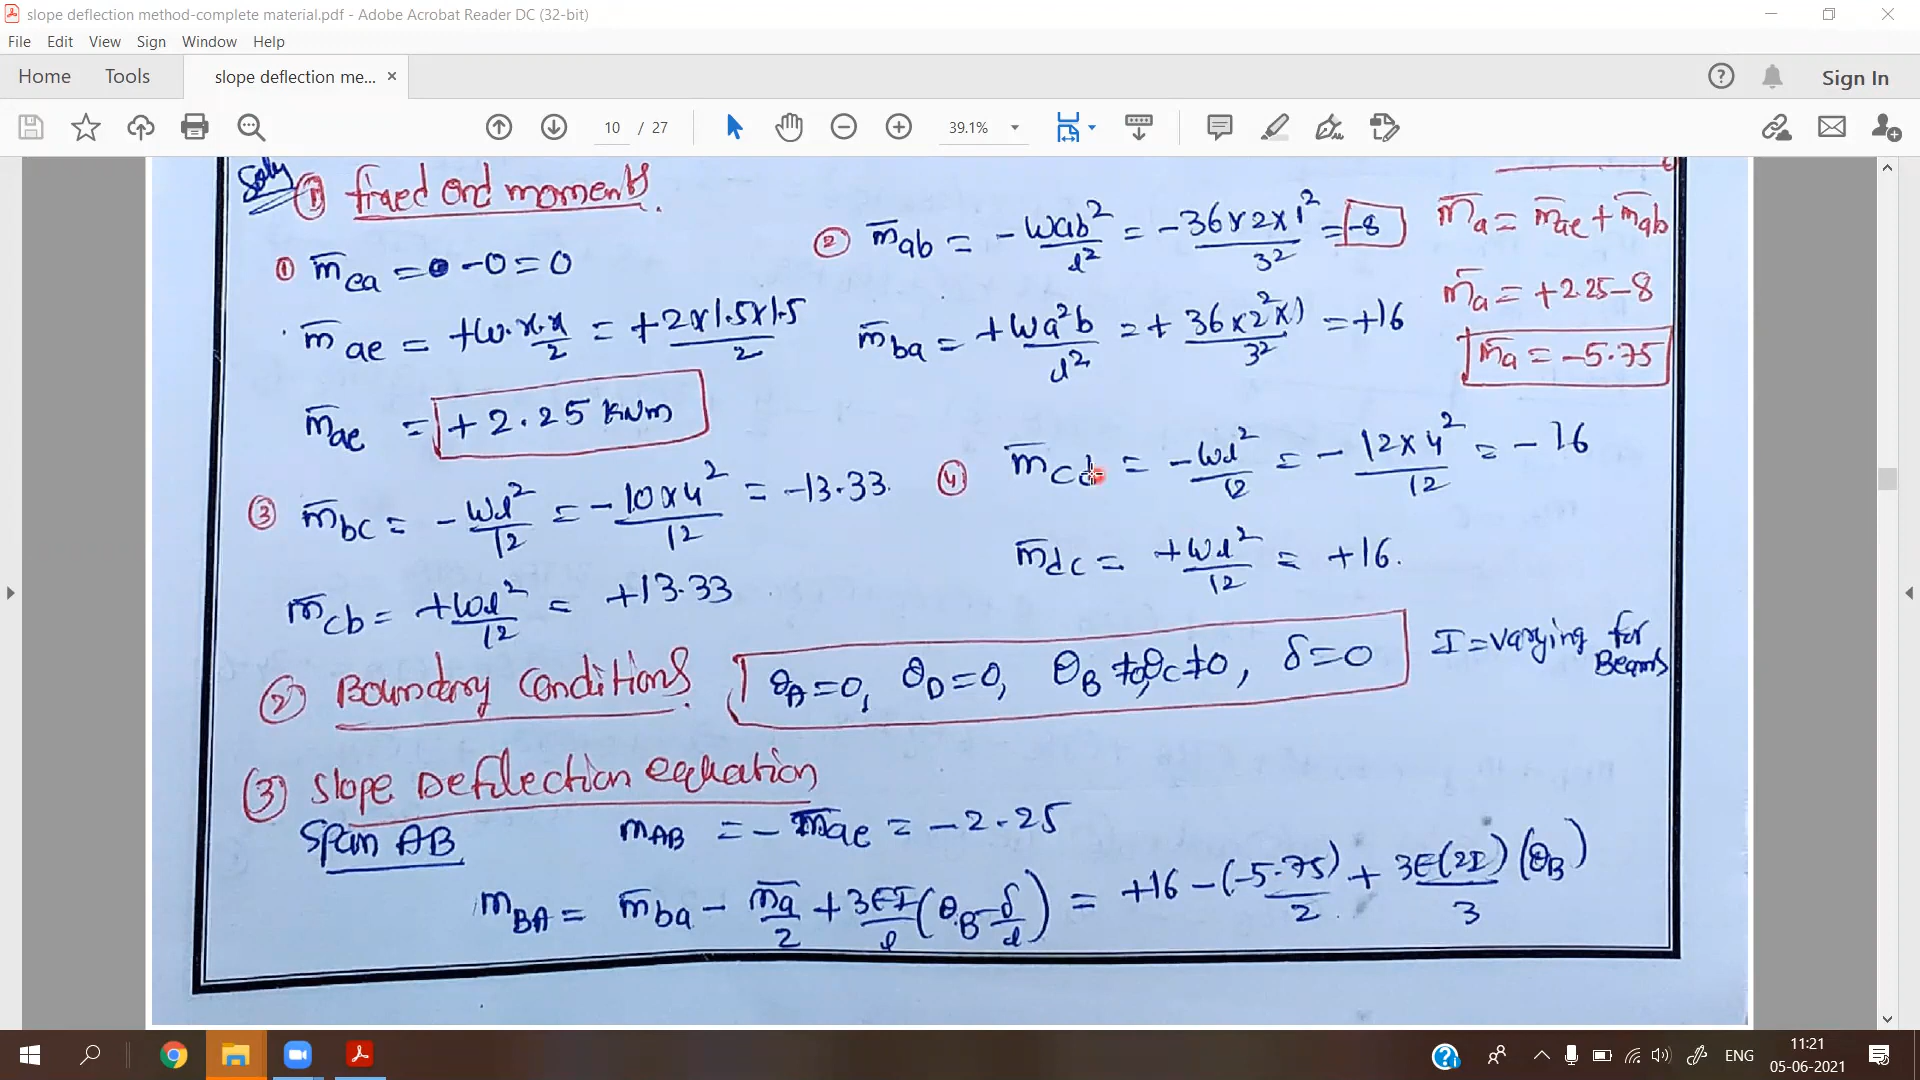 slope deflection method-complete material.pdf - Adobe Acrobat Reader DC (32-bit)
File Edit View Sign Window Help
Home Tools slope deflection me... × Sign In
10 / 27 39.1%
Soln ① fixed end moments.
① m̅ea = -0 = 0
m̅ae = +w.x.x/2 = +2×1.5×1.5/2
m̅ae = +2.25 kNm
② m̅ab = -wab²/l² = -36×2×1²/3² = -8
m̅ba = +wa²b/l² = +36×2²×1/3² = +16
m̅a = m̅ae + m̅ab
m̅a = +2.25-8
m̅a = -5.75
③ m̅bc = -wl²/12 = -10×4²/12 = -13.33
m̅cb = +wl²/12 = +13.33
④ m̅cd = -wl²/12 = -12×4²/12 = -16
m̅dc = +wl²/12 = +16.
② Boundary Conditions. θA=0, θD=0, θB≠0, θC≠0, δ=0 I=varying for
Beams
③ Slope Deflection equation
Span AB mAB = -m̅ae = -2.25
mBA = m̅ba - m̅a/2 + 3EI/l (θB-δ/l) = +16-(-5.75)/2 + 3E(2I)/3 (θB)
ENG
11:21
05-06-2021